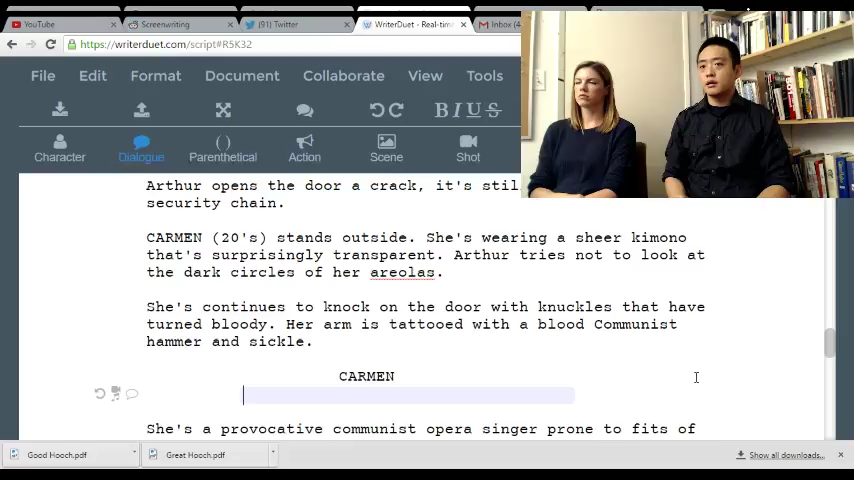 YouTube
Screenwriting
(91) Twitter
WriterDuet - Real-tim
Inbox (4
https://writerduet.com/script#R5K32
File Edit Format Document Collaborate View Tools
B I U S
Character Dialogue Parenthetical Action Scene Shot
Arthur opens the door a crack, it's stil
security chain.
CARMEN (20's) stands outside. She's wearing a sheer kimono
that's surprisingly transparent. Arthur tries not to look at
the dark circles of her areolas.
She's continues to knock on the door with knuckles that have
turned bloody. Her arm is tattooed with a blood Communist
hammer and sickle.
CARMEN
She's a provocative communist opera singer prone to fits of
Good Hooch.pdf
Great Hooch.pdf
Show all downloads...